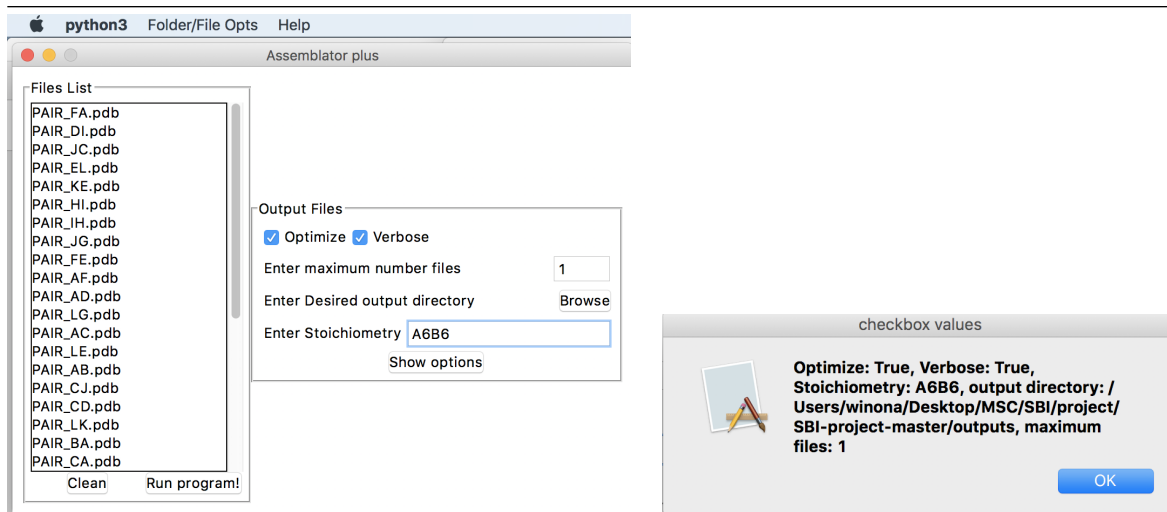 python3 Folder/File Opts Help
Assemblator plus
Files List
PAIR_FA.pdb
PAIR_DI.pdb
PAIR_JC.pdb
PAIR_EL.pdb
PAIR_KE.pdb
PAIR_HI.pdb
PAIR_IH.pdb
PAIR_JG.pdb
PAIR_FE.pdb
PAIR_AF.pdb
PAIR_AD.pdb
PAIR_LG.pdb
PAIR_AC.pdb
PAIR_LE.pdb
PAIR_AB.pdb
PAIR_CJ.pdb
PAIR_CD.pdb
PAIR_LK.pdb
PAIR_BA.pdb
PAIR_CA.pdb
Clean Run program!
Output Files
Optimize Verbose
Enter maximum number files 1
Enter Desired output directory Browse
Enter Stoichiometry A6B6
Show options
checkbox values
Optimize: True, Verbose: True,
Stoichiometry: A6B6, output directory: /
Users/winona/Desktop/MSC/SBI/project/
SBI-project-master/outputs, maximum
files: 1
OK